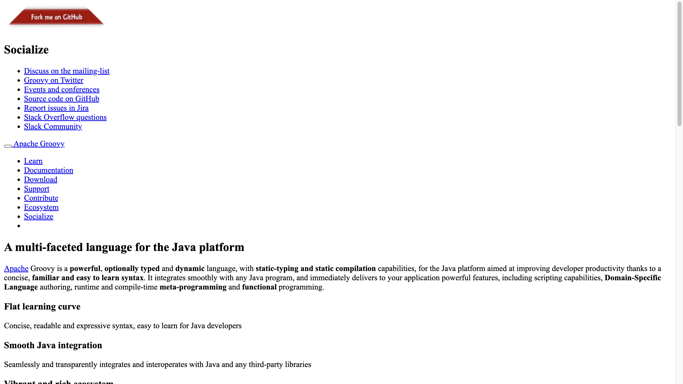 Fork me on GitHub
Socialize
Discuss on the mailing-list
Groovy on Twitter
Events and conferences
Source code on GitHub
Report issues in Jira
Stack Overflow questions
Slack Community
Apache Groovy
Learn
Documentation
Download
Support
Contribute
Ecosystem
Socialize
A multi-faceted language for the Java platform
Apache Groovy is a powerful, optionally typed and dynamic language, with static-typing and static compilation capabilities, for the Java platform aimed at improving developer productivity thanks to a
concise, familiar and easy to learn syntax. It integrates smoothly with any Java program, and immediately delivers to your application powerful features, including scripting capabilities, Domain-Specific
Language authoring, runtime and compile-time meta-programming and functional programming.
Flat learning curve
Concise, readable and expressive syntax, easy to learn for Java developers
Smooth Java integration
Seamlessly and transparently integrates and interoperates with Java and any third-party libraries
Vibrant and rich ecosystem